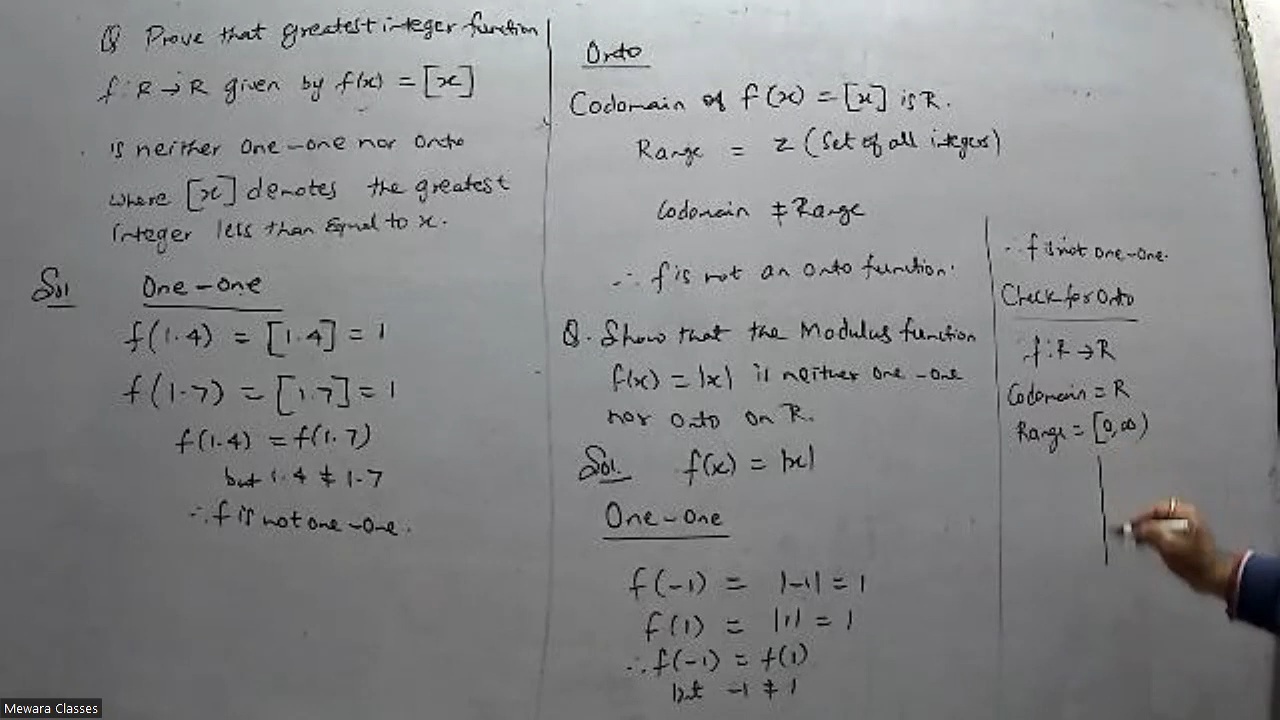 Q Prove that greatest integer function
f : R → R given by f(x) = [x]
is neither one-one nor onto
where [x] denotes the greatest
integer less than equal to x.
Sol One-one
f(1.4) = [1.4] = 1
f(1.7) = [1.7] = 1
f(1.4) = f(1.7)
but 1.4 ≠ 1.7
∴ f is not one-one.
Onto
Codomain of f(x) = [x] is R.
Range = Z (Set of all integers)
Codomain ≠ Range
∴ f is not an onto function.
Q. Show that the Modulus function
f(x) = |x| is neither one-one
nor onto on R.
Sol. f(x) = |x|
One-one
f(-1) = |-1| = 1
f(1) = |1| = 1
∴ f(-1) = f(1)
but -1 ≠ 1
∴ f is not one-one.
Check for onto
f : R → R
Codomain = R
Range = [0, ∞)
Mewara Classes